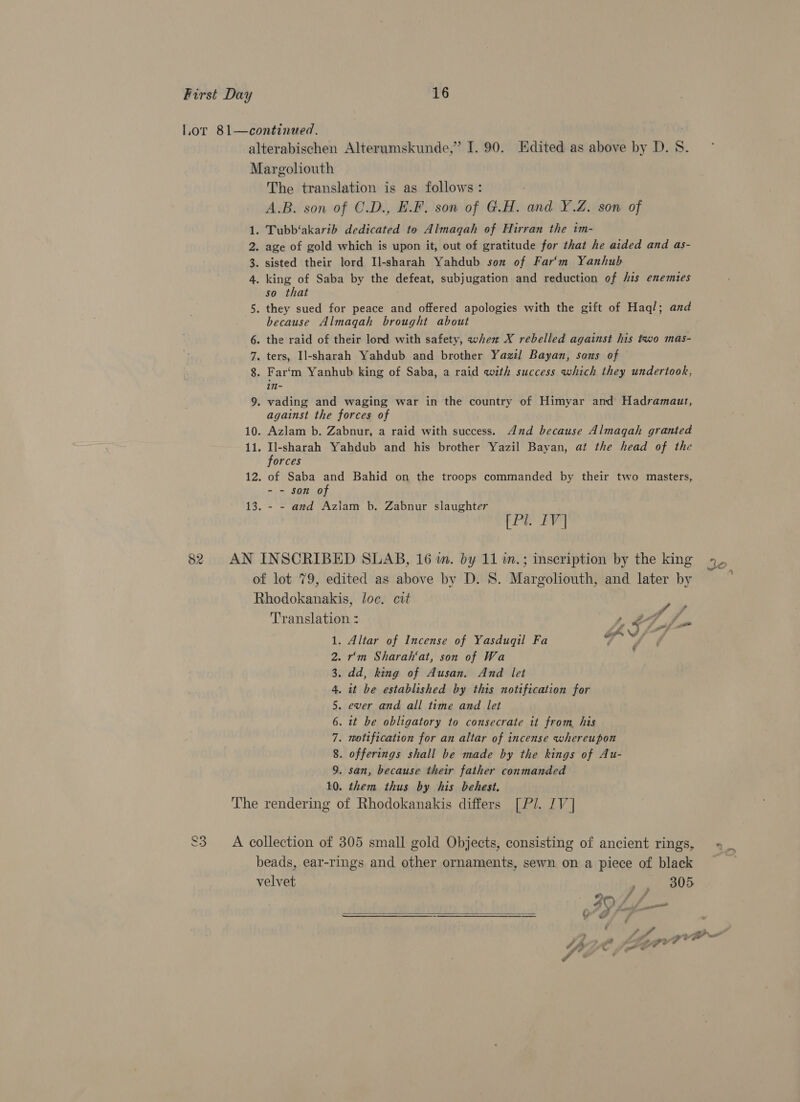 First Day 16
Lot 81—continued.
alterabischen Alterumskunde,” I. 90. Edited as above by D. S.
Margoliouth
The translation is as follows:
A.B. son of C.D., E.F. son of G.H. and Y.Z. son of
1. Tubb‘akarib dedicated to Almaqah of Hirran the im-
2. age of gold which is upon it, out of gratitude for that he aided and as-
3. sisted their lord Il-sharah Yahdub son of Far‘m Yanhub
4. king of Saba by the defeat, subjugation and reduction of his enemies
so that
5. they sued for peace and offered apologies with the gift of Haql; and
because Almaqah brought about
6. the raid of their lord with safety, when X rebelled against his two mas-
7. ters, Il-sharah Yahdub and brother Yazil Bayan, sons of
8. Far‘m Yanhub king of Saba, a raid with success which they undertook,
in-
9. vading and waging war in the country of Himyar and Hadramaut,
against the forces of
10. Azlam b. Zabnur, a raid with success. And because Almaqah granted
11. Il-sharah Yahdub and his brother Yazil Bayan, at the head of the
forces
12. of Saba and Bahid on the troops commanded by their two masters,
- - son of
13. - - and Azlam b. Zabnur slaughter
[Pl. IV]
82 AN INSCRIBED SLAB, 16 in. by 11 in.; inscription by the king
of lot 79, edited as above by D. S. Margoliouth, and later by
Rhodokanakis, loc. cit
Translation:
1. Altar of Incense of Yasduqil Fa
2. r‘m Sharah‘at, son of Wa
3. dd, king of Ausan. And let
4. it be established by this notification for
5. ever and all time and let
6. it be obligatory to consecrate it from his
7. notification for an altar of incense whereupon
8. offerings shall be made by the kings of Au-
9. san, because their father conmanded
10. them thus by his behest.
The rendering of Rhodokanakis differs [Pl. IV]
83 A collection of 305 small gold Objects, consisting of ancient rings,
beads, ear-rings and other ornaments, sewn on a piece of black
velvet 305